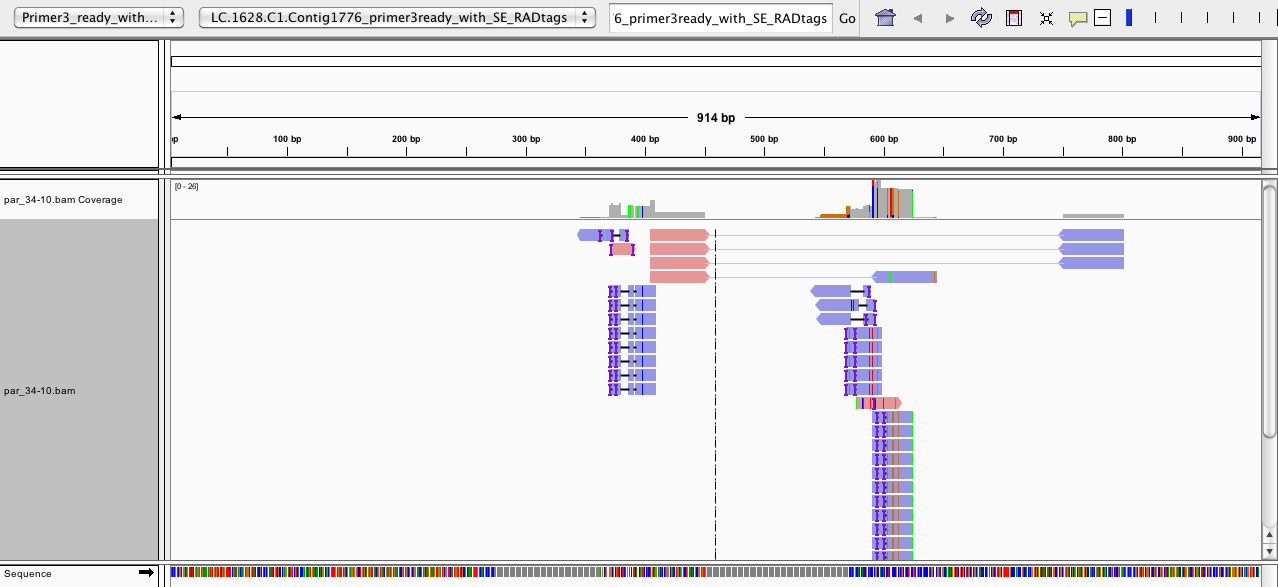 Primer3_ready_with... LC.1628.C1.Contig1776_primer3ready_with_SE_RADtags '6_primer3ready_with_SE_RADtags Go
914 bp
bp 100 bp 200 bp 300 bp 400 bp 500 bp 600 bp 700 bp 800 bp 900 bp
[0 - 26]
par_34-10.bam Coverage
par_34-10.bam
Sequence